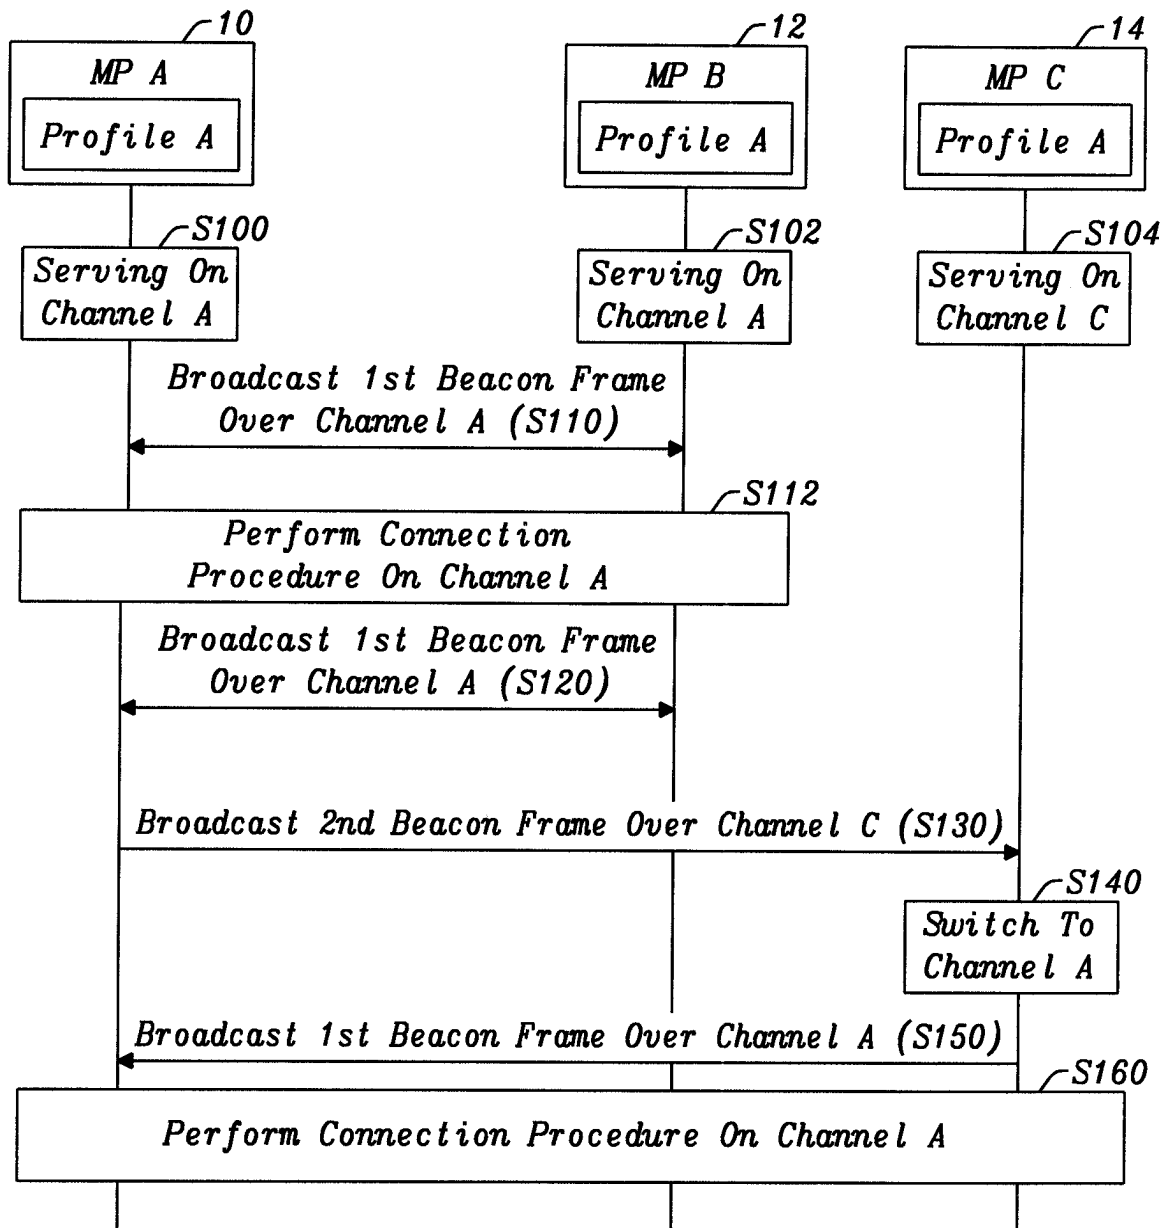 10
12
14
MP A
MP B
MP C
Profile A
Profile A
Profile A
S100
S102
S104
Serving On
Channel A
Serving On
Channel A
Serving On
Channel C
Broadcast 1st Beacon Frame
Over Channel A (S110)
S112
Perform Connection
Procedure On Channel A
Broadcast 1st Beacon Frame
Over Channel A (S120)
Broadcast 2nd Beacon Frame Over Channel C (S130)
S140
Switch To
Channel A
Broadcast 1st Beacon Frame Over Channel A (S150)
S160
Perform Connection Procedure On Channel A